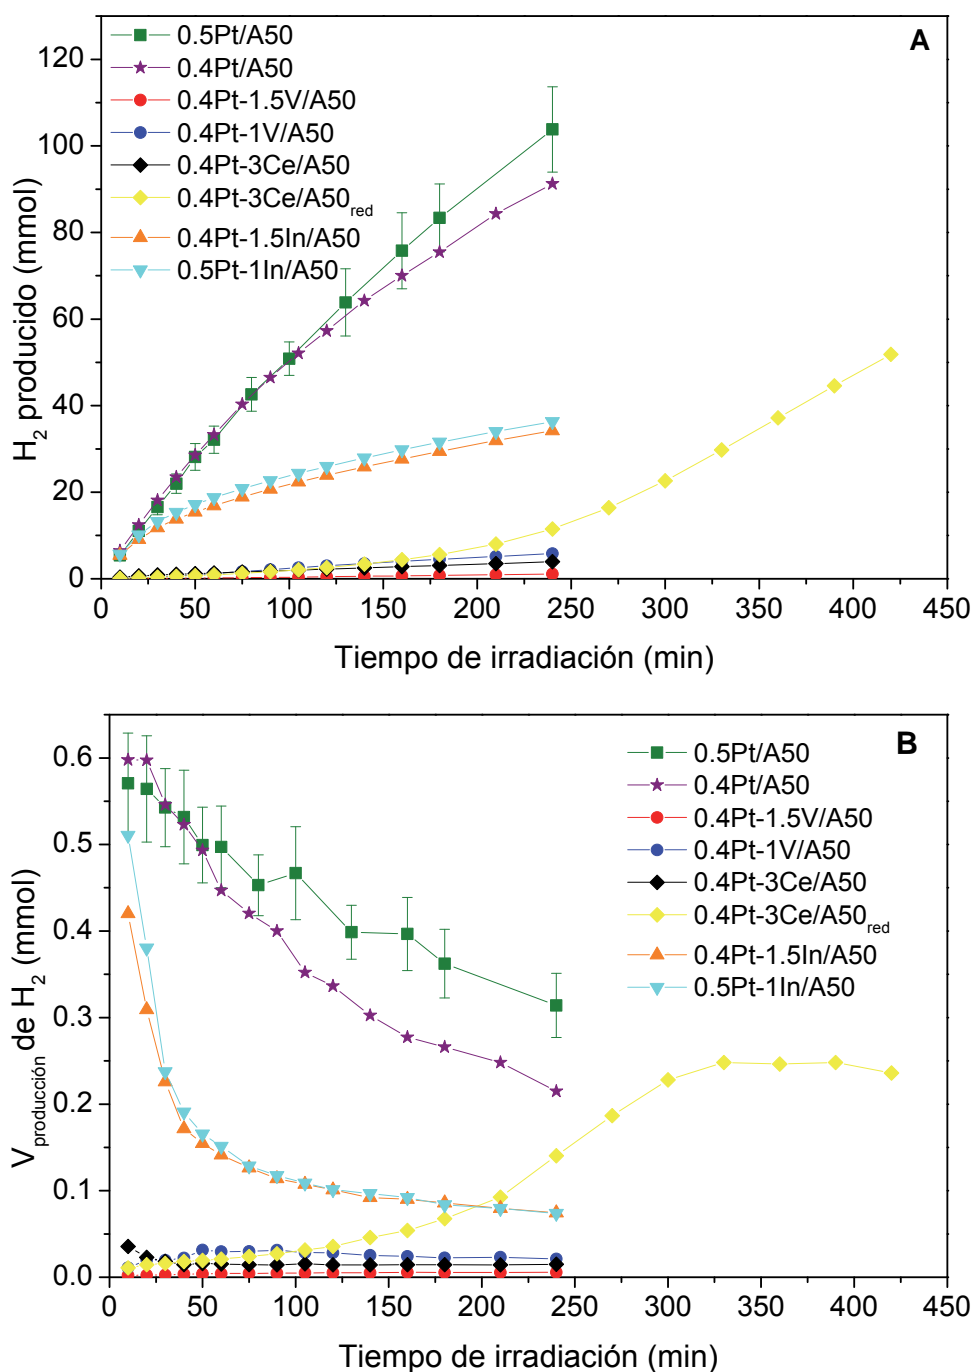 A
0.5Pt/A50
0.4Pt/A50
0.4Pt-1.5V/A50
0.4Pt-1V/A50
0.4Pt-3Ce/A50
0.4Pt-3Ce/A50red
0.4Pt-1.5In/A50
0.5Pt-1In/A50
120
100
80
60
40
20
0
H2 producido (mmol)
0 50 100 150 200 250 300 350 400 450
Tiempo de irradiación (min)
B
0.5Pt/A50
0.4Pt/A50
0.4Pt-1.5V/A50
0.4Pt-1V/A50
0.4Pt-3Ce/A50
0.4Pt-3Ce/A50red
0.4Pt-1.5In/A50
0.5Pt-1In/A50
0.6
0.5
0.4
0.3
0.2
0.1
0.0
Vproducción de H2 (mmol)
0 50 100 150 200 250 300 350 400 450
Tiempo de irradiación (min)